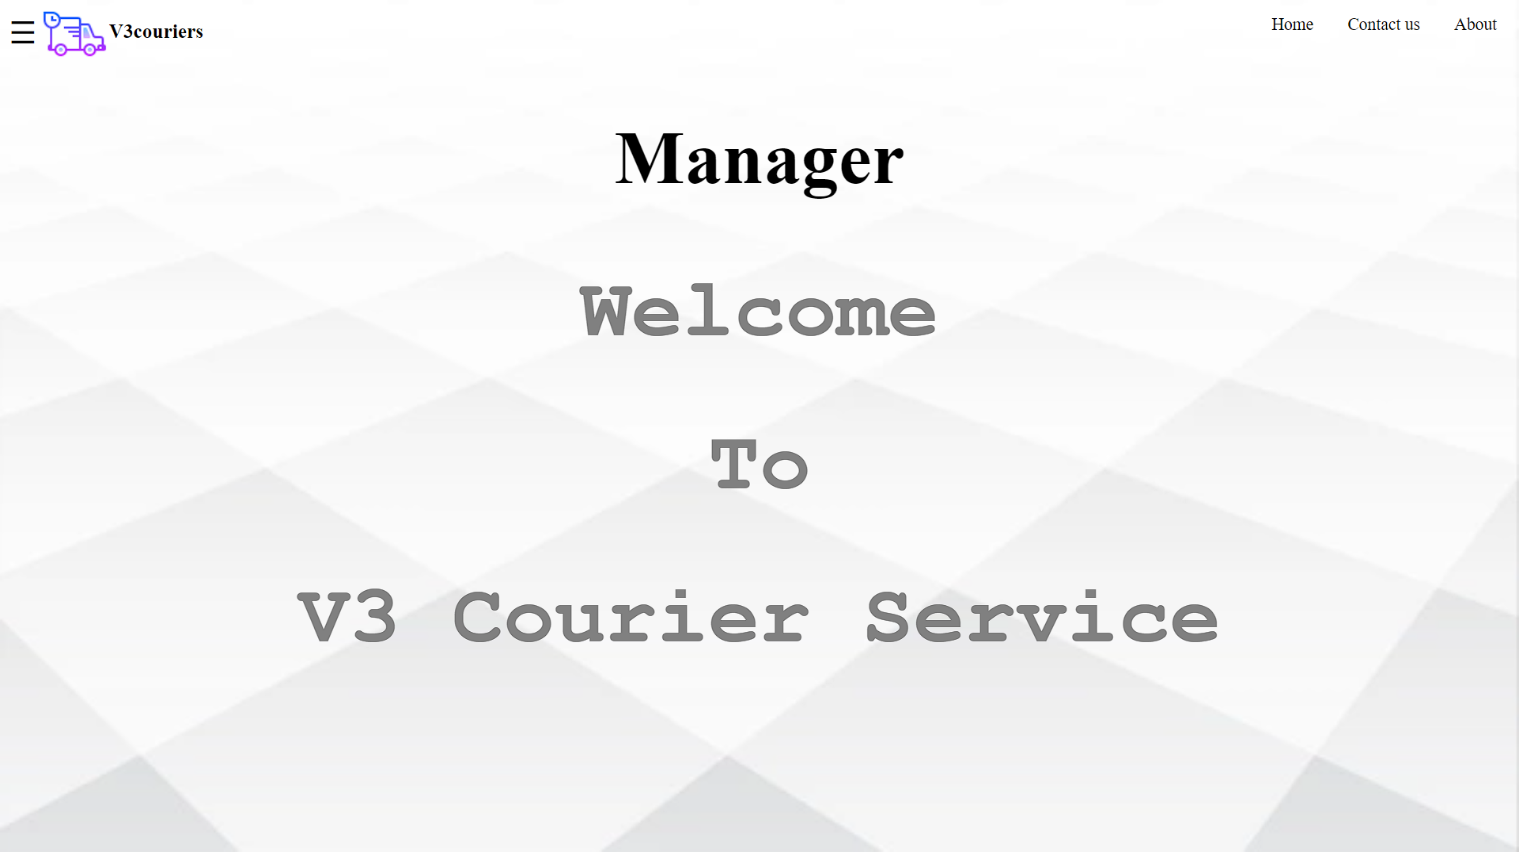 V3couriers
Home
Contact us
About
Manager
Welcome
To
V3 Courier Service